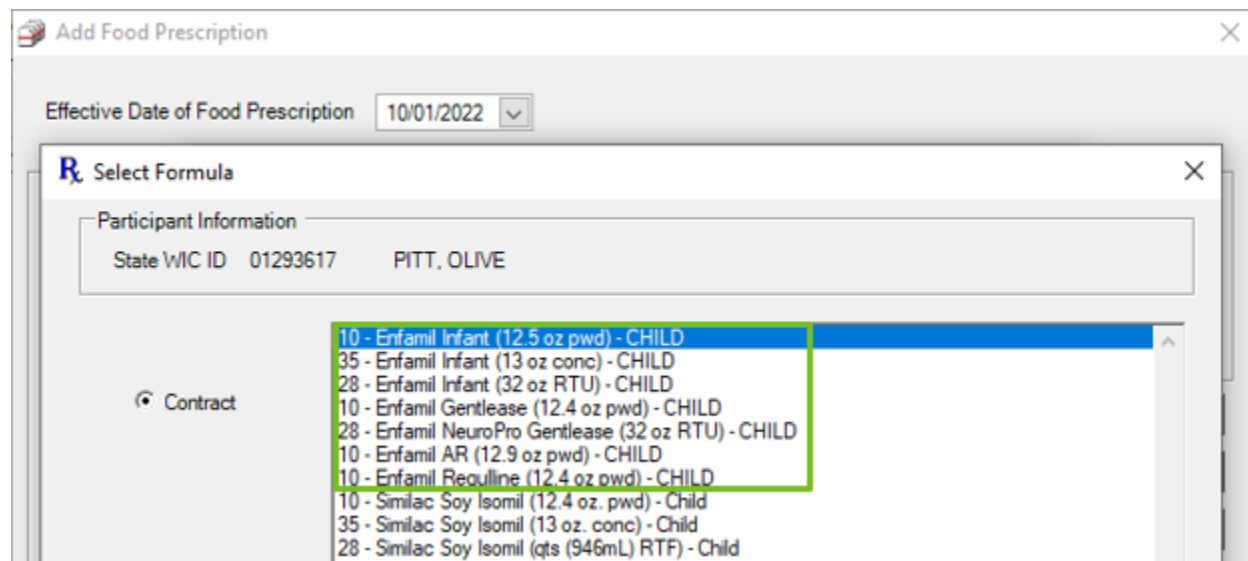 Add Food Prescription
Effective Date of Food Prescription 10/01/2022
Rx Select Formula
Participant Information
State WIC ID 01293617 PITT, OLIVE
10 - Enfamil Infant (12.5 oz pwd) - CHILD
35 - Enfamil Infant (13 oz conc) - CHILD
28 - Enfamil Infant (32 oz RTU) - CHILD
Contract
10 - Enfamil Gentlease (12.4 oz pwd) - CHILD
28 - Enfamil NeuroPro Gentlease (32 oz RTU) - CHILD
10 - Enfamil AR (12.9 oz pwd) - CHILD
10 - Enfamil Reguline (12.4 oz pwd) - CHILD
10 - Similac Soy Isomil (12.4 oz. pwd) - Child
35 - Similac Soy Isomil (13 oz. conc) - Child
28 - Similac Soy Isomil (qts (946mL) RTF) - Child